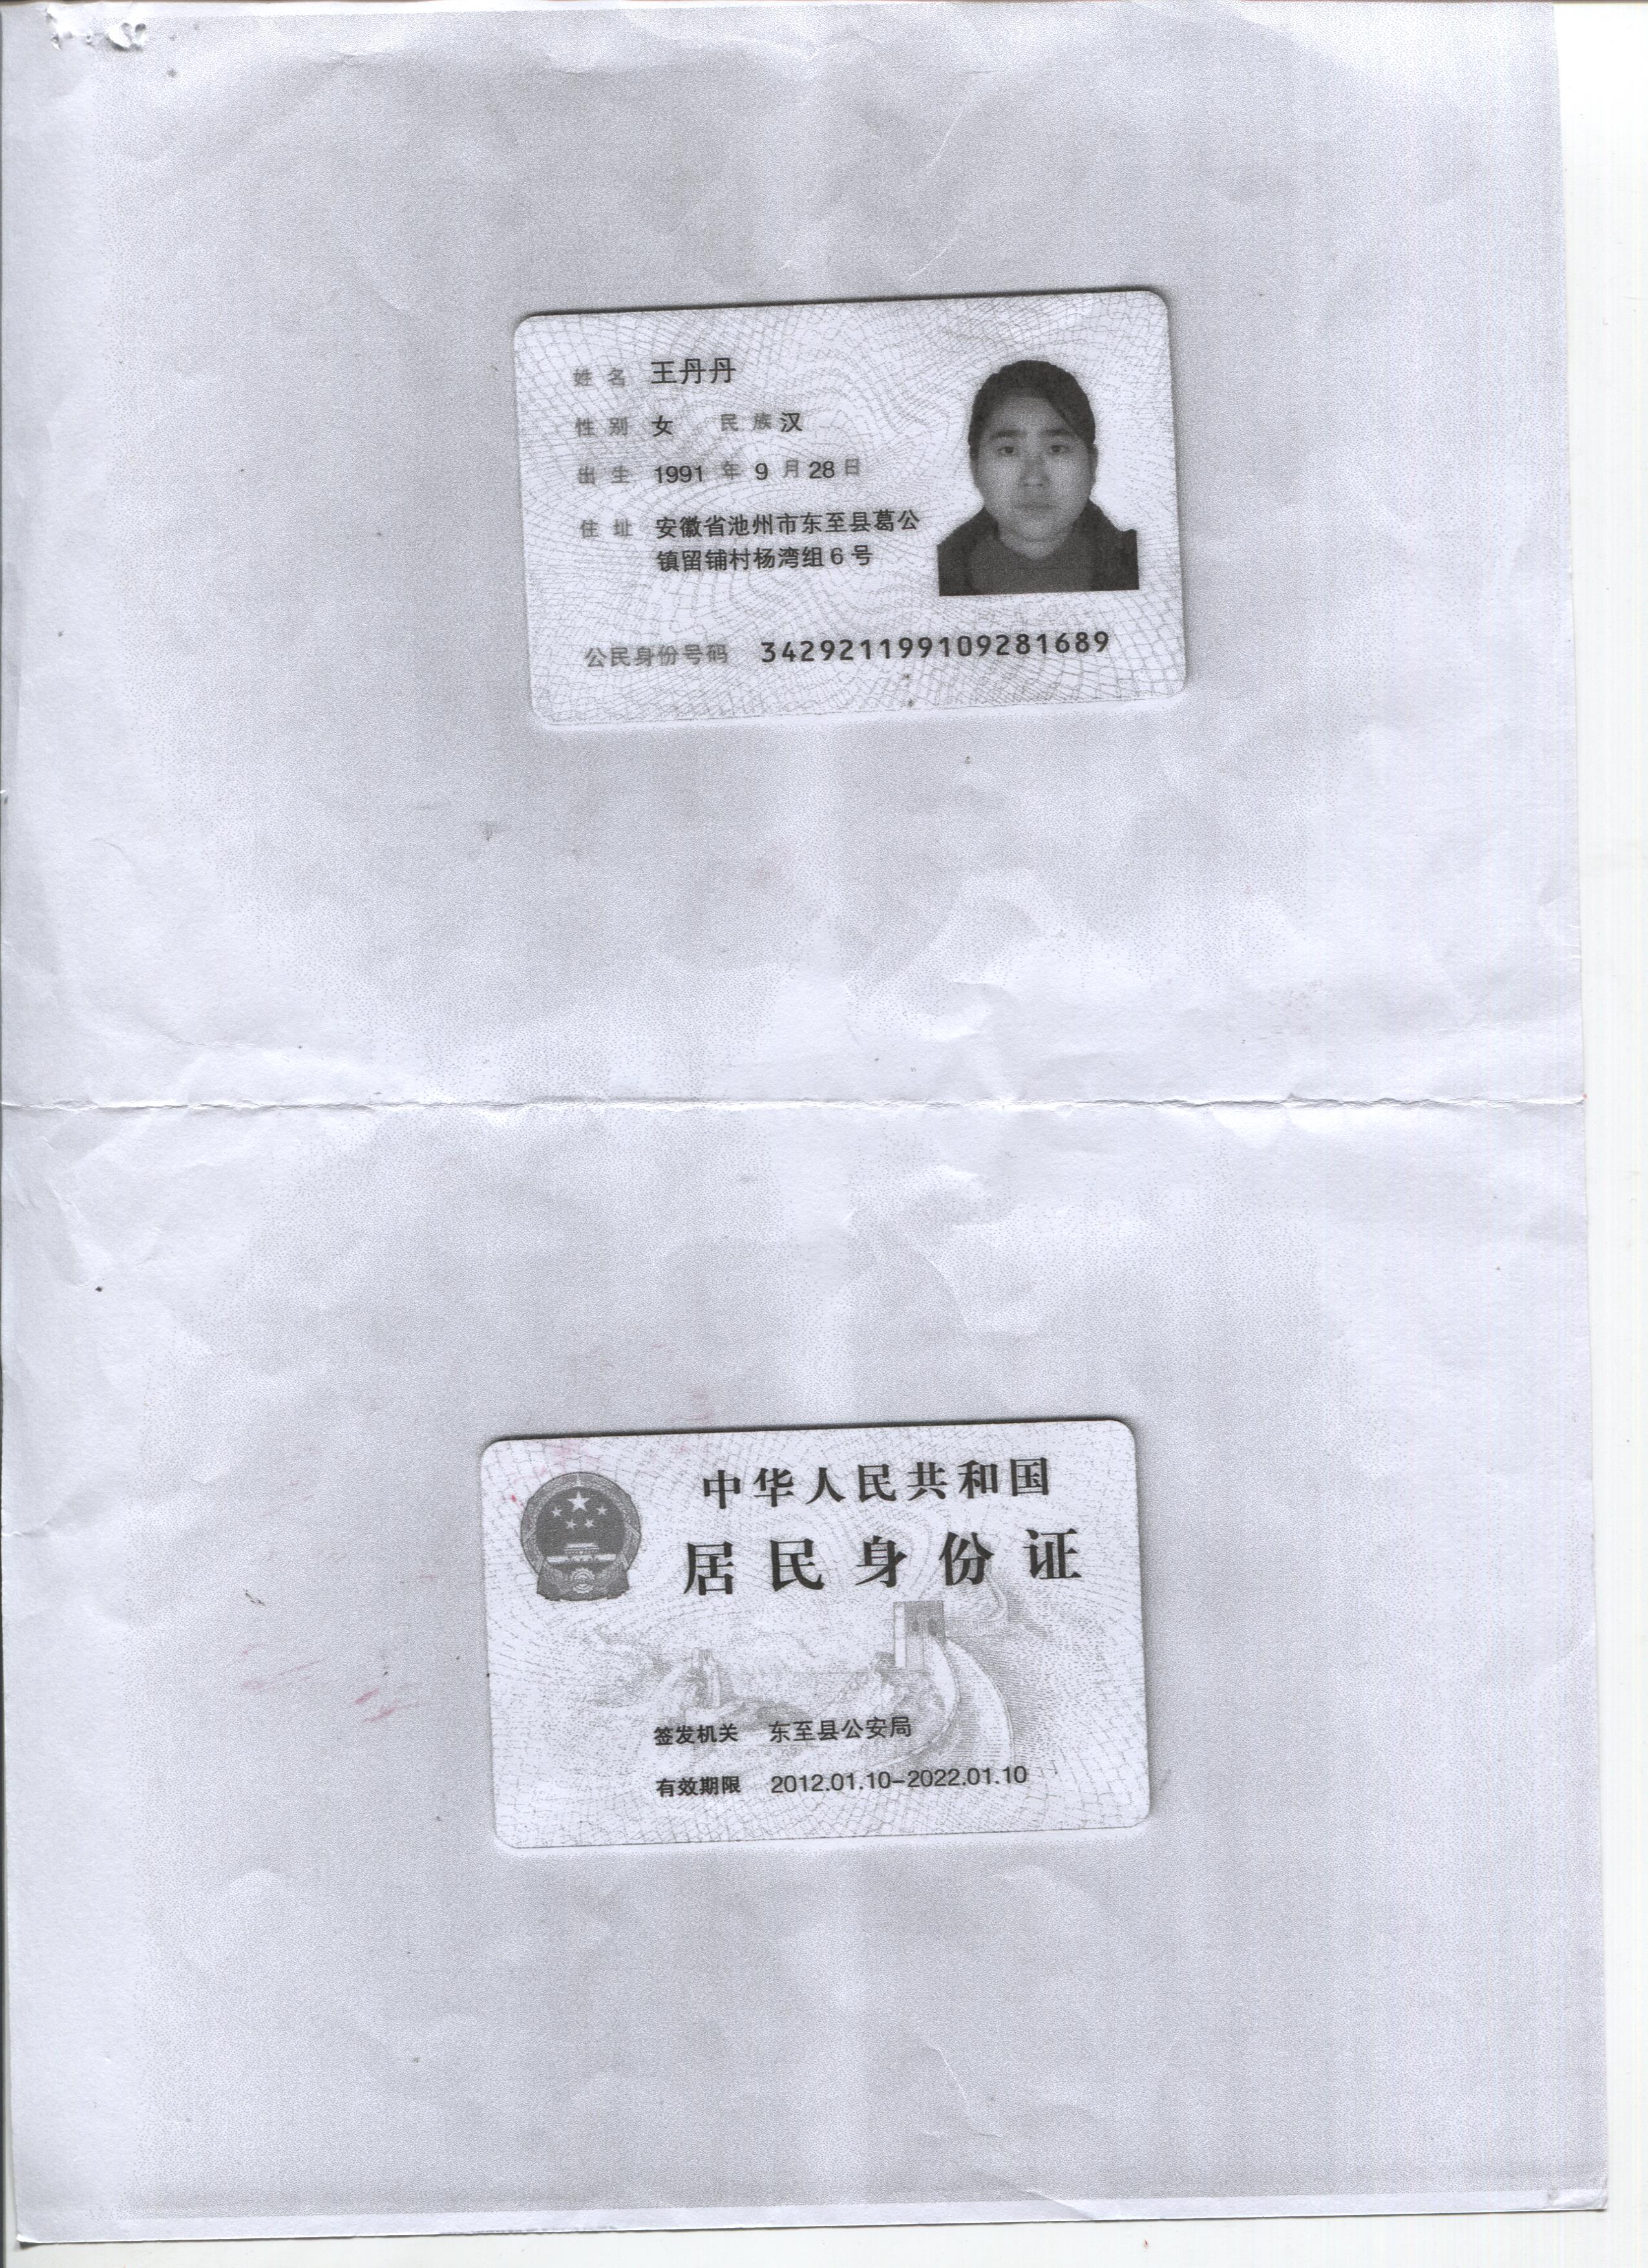 姓名 王丹丹
性别 女 民族 汉
出生 1991 年 9 月 28 日
住址 安徽省池州市东至县葛公
镇留铺村杨湾组6号
公民身份号码 342921199109281689
中华人民共和国
居民身份证
签发机关 东至县公安局
有效期限 2012.01.10-2022.01.10